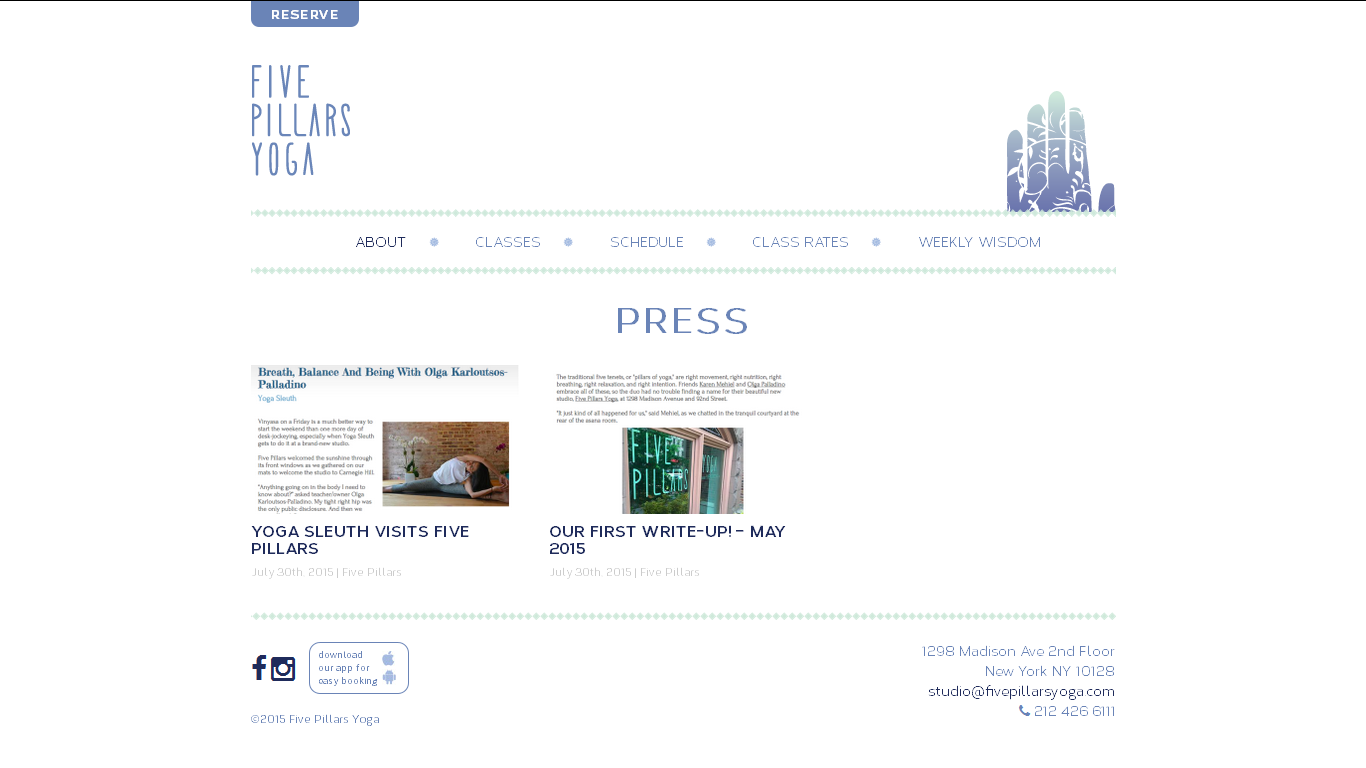 RESERVE
FIVE
PILLARS
YOGA
ABOUT
CLASSES
SCHEDULE
CLASS RATES
WEEKLY WISDOM
PRESS
Breath, Balance And Being With Olga Karloutsos-
Palladino
Yoga Sleuth
Vinyasa on a Friday is a much better way to
start the weekend than one more day of
desk-jockeying, especially when Yoga Sleuth
gets to do it at a brand-new studio.
Five Pillars welcomed the sunshine through
its front windows as we gathered on our
mats to welcome the studio to Carnegie Hill.
"Anything going on in the body I need to
know about?" asked teacher/owner Olga
Karloutsos-Palladino. My tight right hip was
the only public disclosure. And then we
YOGA SLEUTH VISITS FIVE
PILLARS
July 30th, 2015 | Five Pillars
The traditional five tenets, or "pillars of yoga," are right movement, right nutrition, right
breathing, right relaxation, and right intention. Friends Karen Mehiel and Olga Palladino
embrace all of these, so the duo had no trouble finding a name for their beautiful new
studio, Five Pillars Yoga, at 1298 Madison Avenue and 92nd Street.
"It just kind of all happened for us," said Mehiel, as we chatted in the tranquil courtyard at the
rear of the asana room.
FIVE
PILLARS
YOGA
OUR FIRST WRITE-UP! – MAY
2015
July 30th, 2015 | Five Pillars
download
our app for
easy booking
©2015 Five Pillars Yoga
1298 Madison Ave 2nd Floor
New York NY 10128
studio@fivepillarsyoga.com
212 426 6111